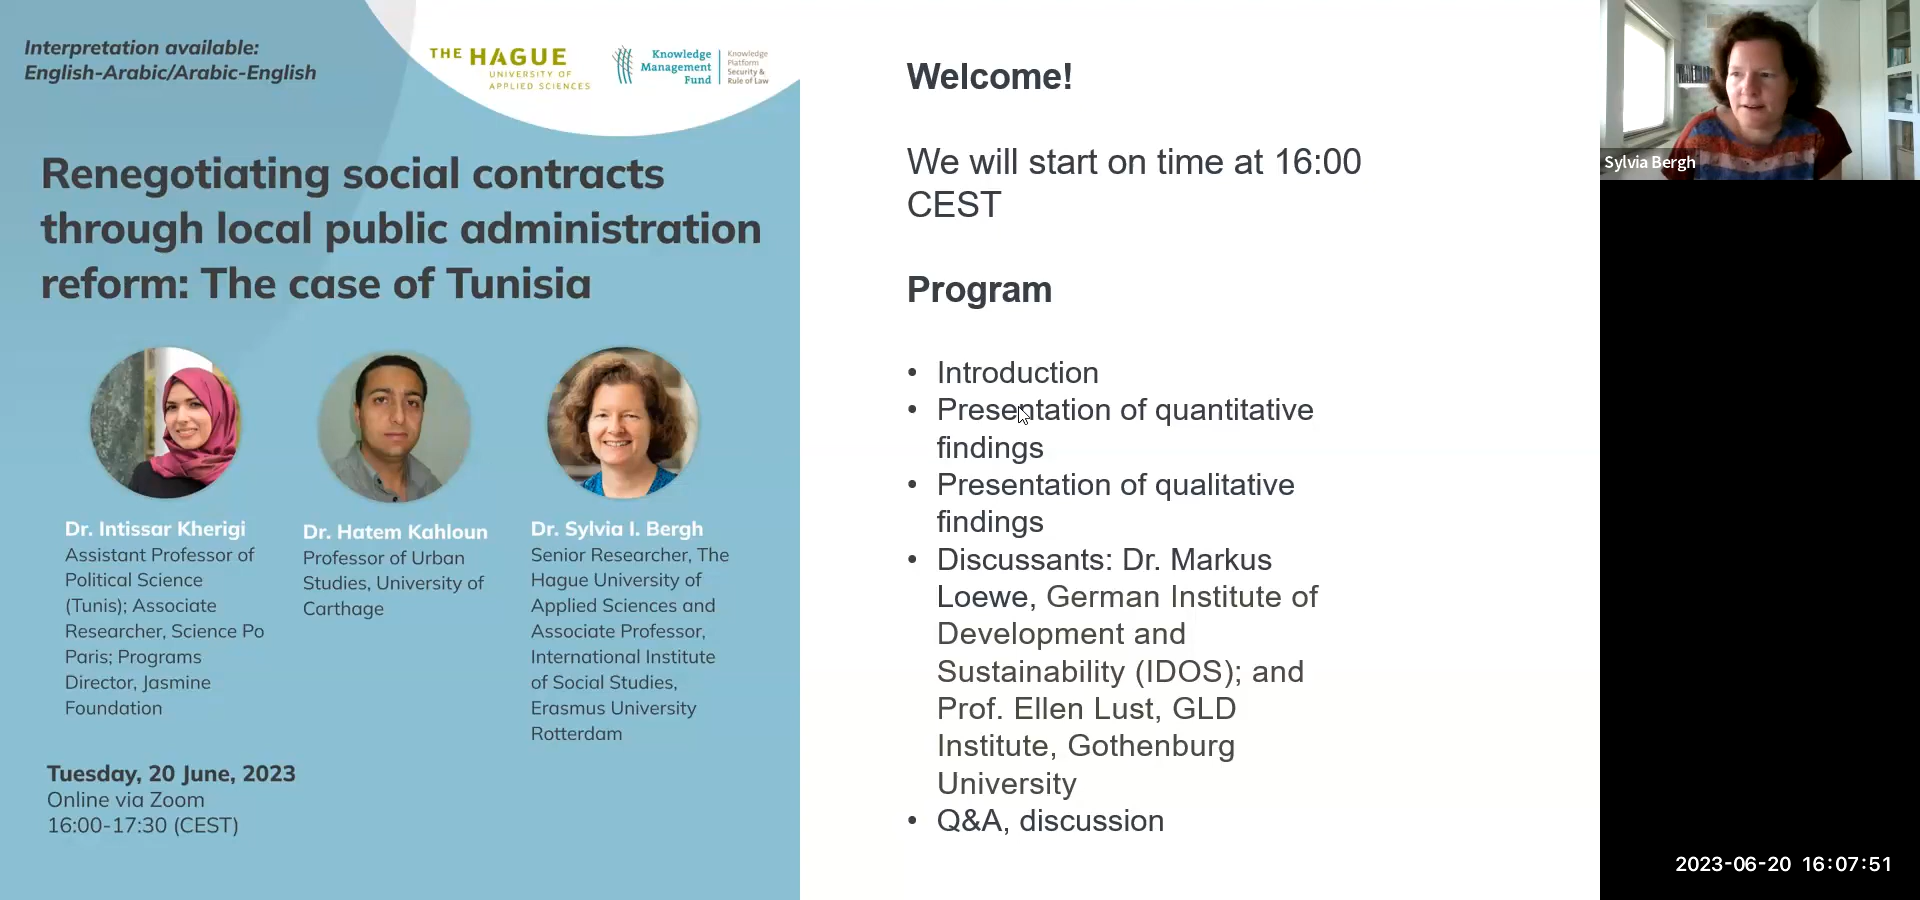 Interpretation available:
English-Arabic/Arabic-English
THE HAGUE
UNIVERSITY OF
APPLIED SCIENCES
Knowledge
Management
Fund
Knowledge
Platform
Security &
Rule of Law
Renegotiating social contracts
through local public administration
reform: The case of Tunisia
Dr. Intissar Kherigi
Assistant Professor of
Political Science
(Tunis); Associate
Researcher, Science Po
Paris; Programs
Director, Jasmine
Foundation
Dr. Hatem Kahloun
Professor of Urban
Studies, University of
Carthage
Dr. Sylvia I. Bergh
Senior Researcher, The
Hague University of
Applied Sciences and
Associate Professor,
International Institute
of Social Studies,
Erasmus University
Rotterdam
Tuesday, 20 June, 2023
Online via Zoom
16:00-17:30 (CEST)
Welcome!
We will start on time at 16:00
CEST
Program
• Introduction
• Presentation of quantitative
findings
• Presentation of qualitative
findings
• Discussants: Dr. Markus
Loewe, German Institute of
Development and
Sustainability (IDOS); and
Prof. Ellen Lust, GLD
Institute, Gothenburg
University
• Q&A, discussion
Sylvia Bergh
2023-06-20 16:07:51